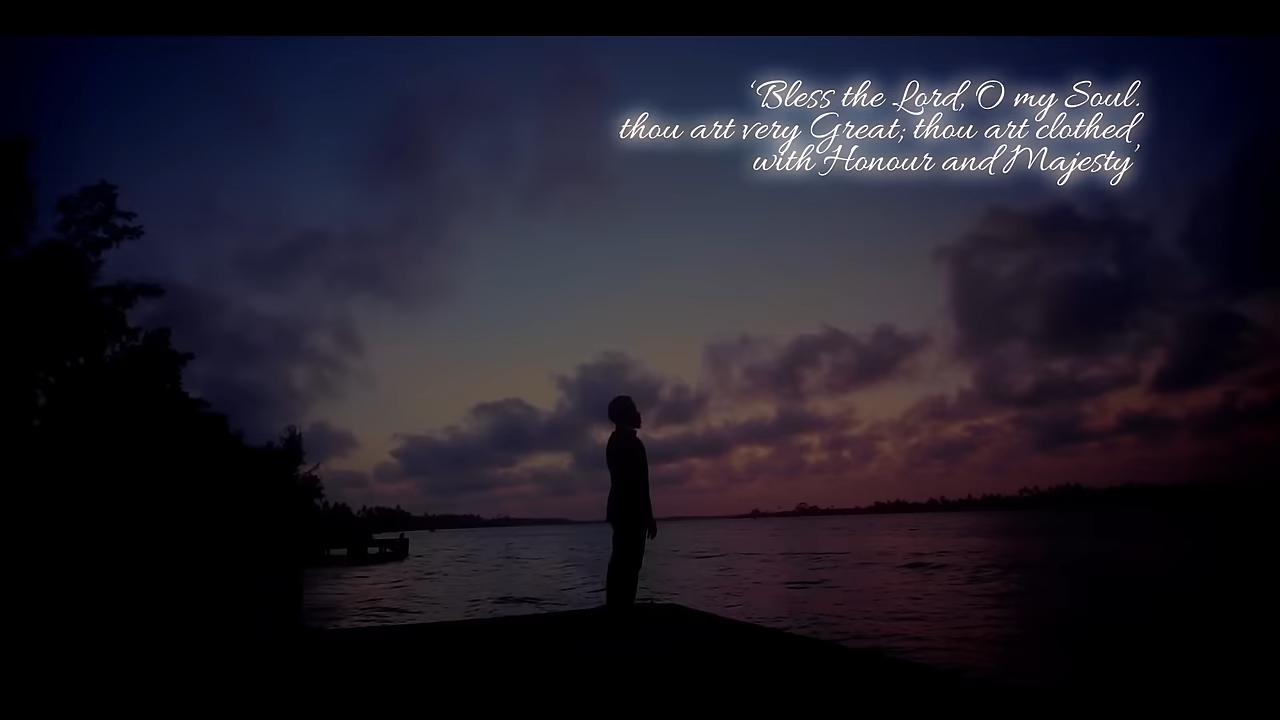 ‘Bless the Lord, O my Soul.
thou art very Great; thou art clothed
with Honour and Majesty’